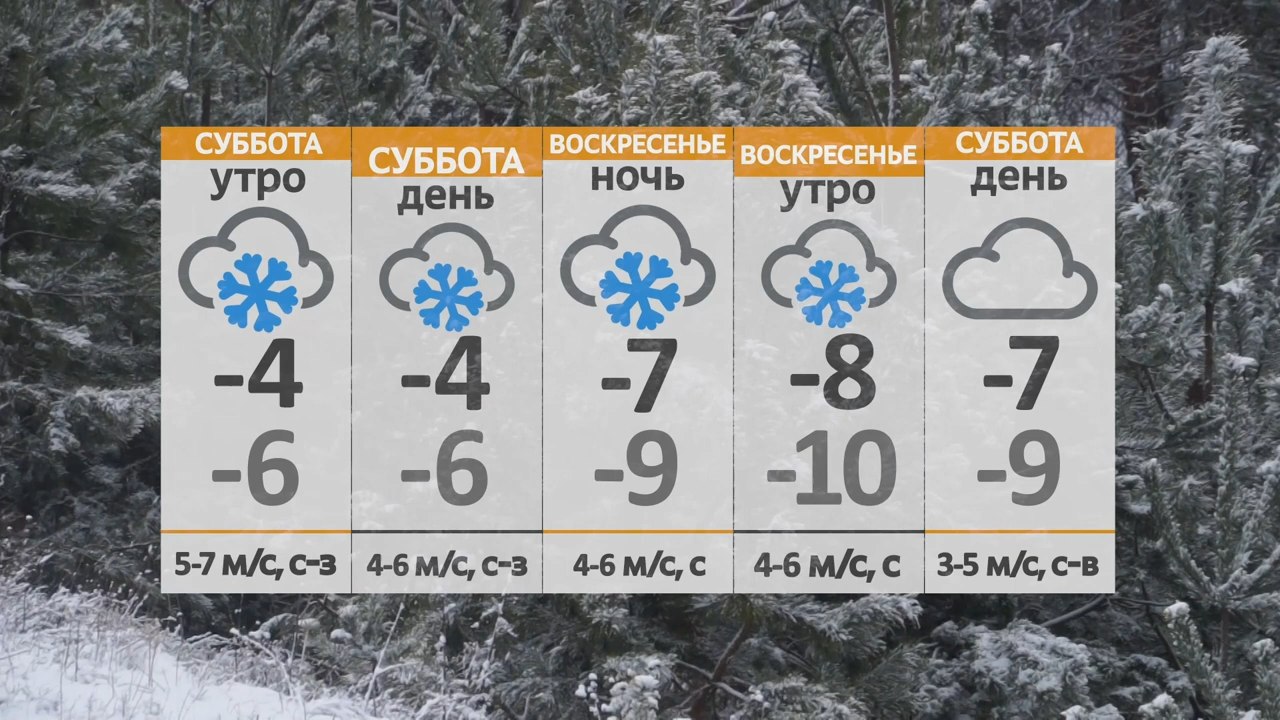 СУББОТА
утро
-4
-6
5-7 м/с, с-з
СУББОТА
день
-4
-6
4-6 м/с, с-з
ВОСКРЕСЕНЬЕ
ночь
-7
-9
4-6 м/с, с
ВОСКРЕСЕНЬЕ
утро
-8
-10
4-6 м/с, с
СУББОТА
день
-7
-9
3-5 м/с, с-в